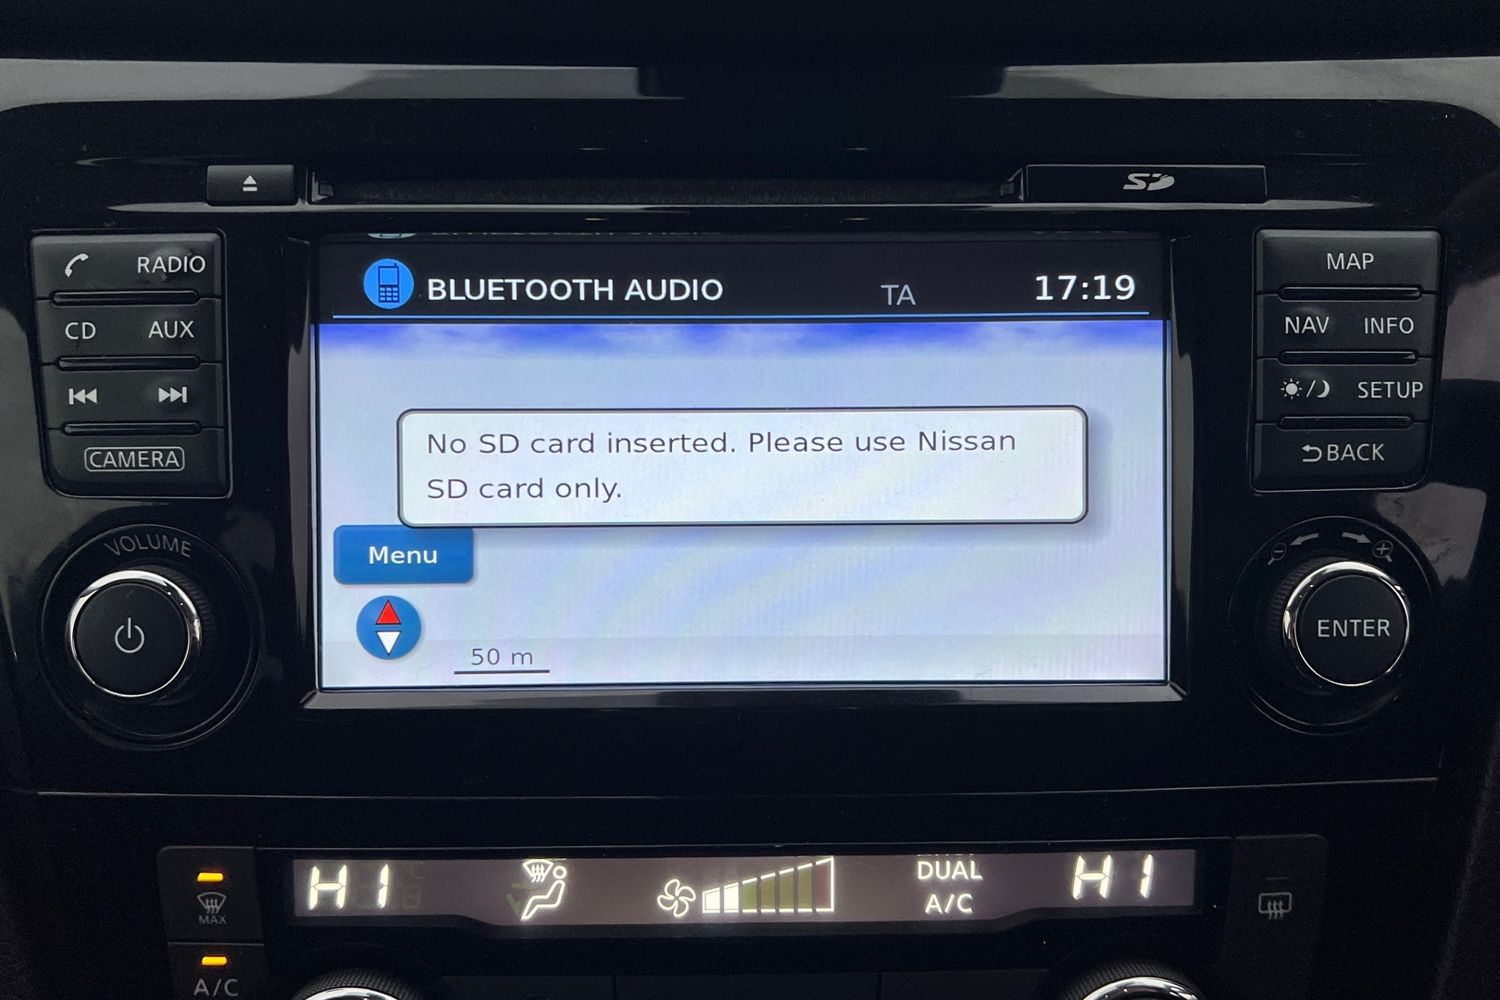 SD
RADIO
CD AUX
CAMERA
VOLUME
BLUETOOTH AUDIO TA 17:19
No SD card inserted. Please use Nissan
SD card only.
Menu
50 m
MAP
NAV INFO
SETUP
BACK
ENTER
MAX
A/C
HI
DUAL
A/C
HI